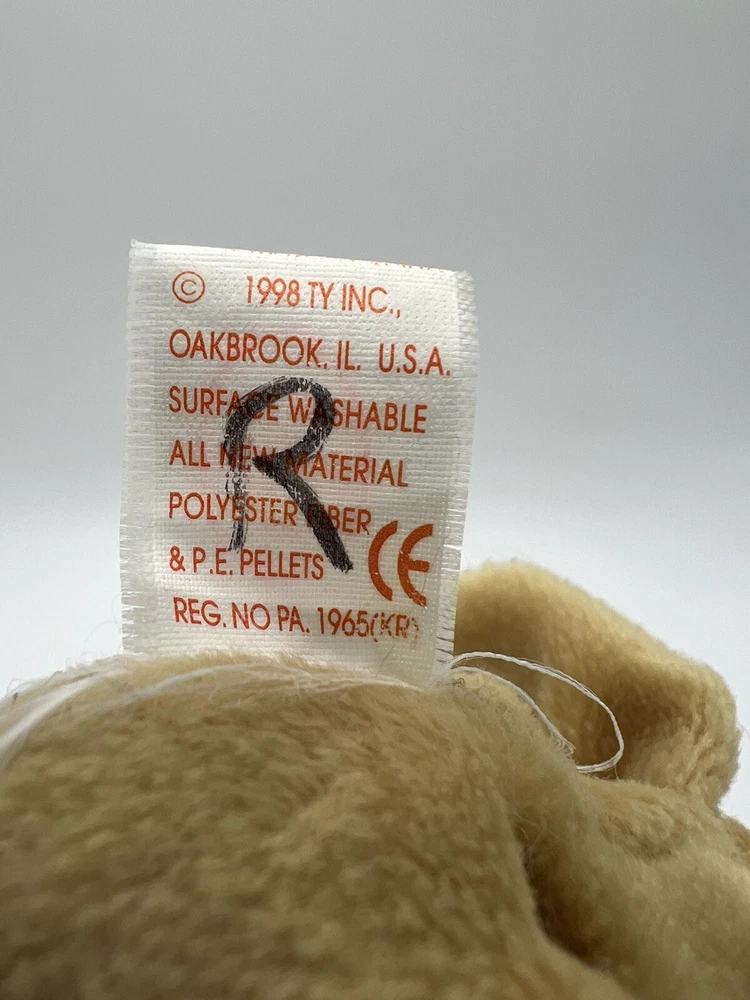 © 1998 TY INC.,
OAKBROOK, IL. U.S.A.
SURFACE WASHABLE
ALL NEW MATERIAL
POLYESTER FIBER
& P.E. PELLETS
CE
REG. NO PA. 1965(KR)
R